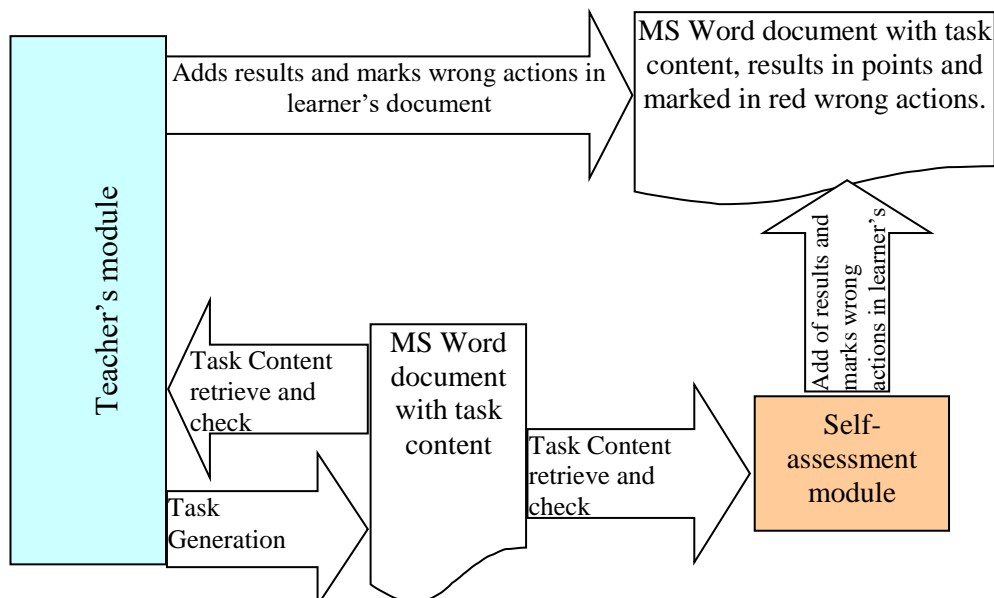 Teacher’s module
Adds results and marks wrong actions in
learner’s document
MS Word document with task
content, results in points and
marked in red wrong actions.
Add of results and
marks wrong
actions in learner’s
Task Content
retrieve and
check
MS Word
document
with task
content
Task Content
retrieve and
check
Self-
assessment
module
Task
Generation